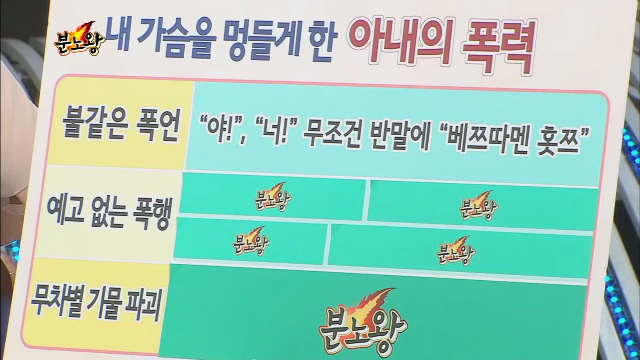 분노왕 내 가슴을 멍들게 한 아내의 폭력
불같은 폭언 "야!", "너!" 무조건 반말에 "베쯔따멘 홋쯔"
예고 없는 폭행 분노왕 분노왕
분노왕 분노왕
무차별 기물 파괴 분노왕